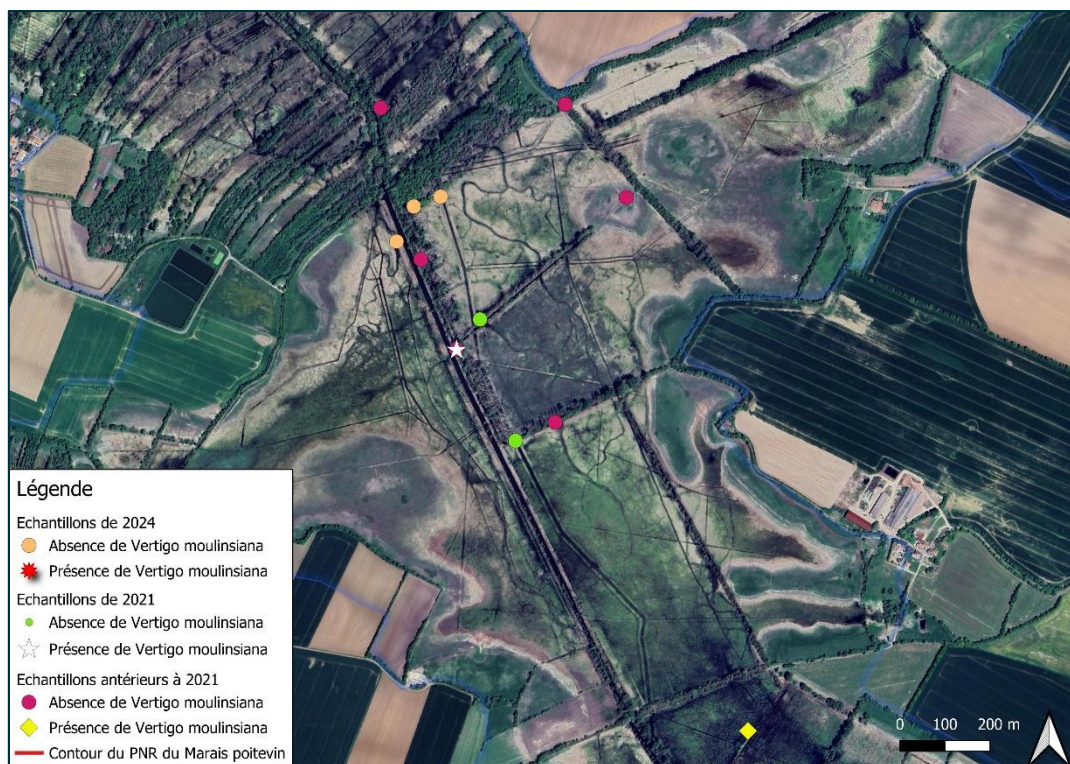 Légende
Echantillons de 2024
Absence de Vertigo moulinsiana
Présence de Vertigo moulinsiana
Echantillons de 2021
Absence de Vertigo moulinsiana
Présence de Vertigo moulinsiana
Echantillons antérieurs à 2021
Absence de Vertigo moulinsiana
Présence de Vertigo moulinsiana
Contour du PNR du Marais poitevin
0 100 200 m